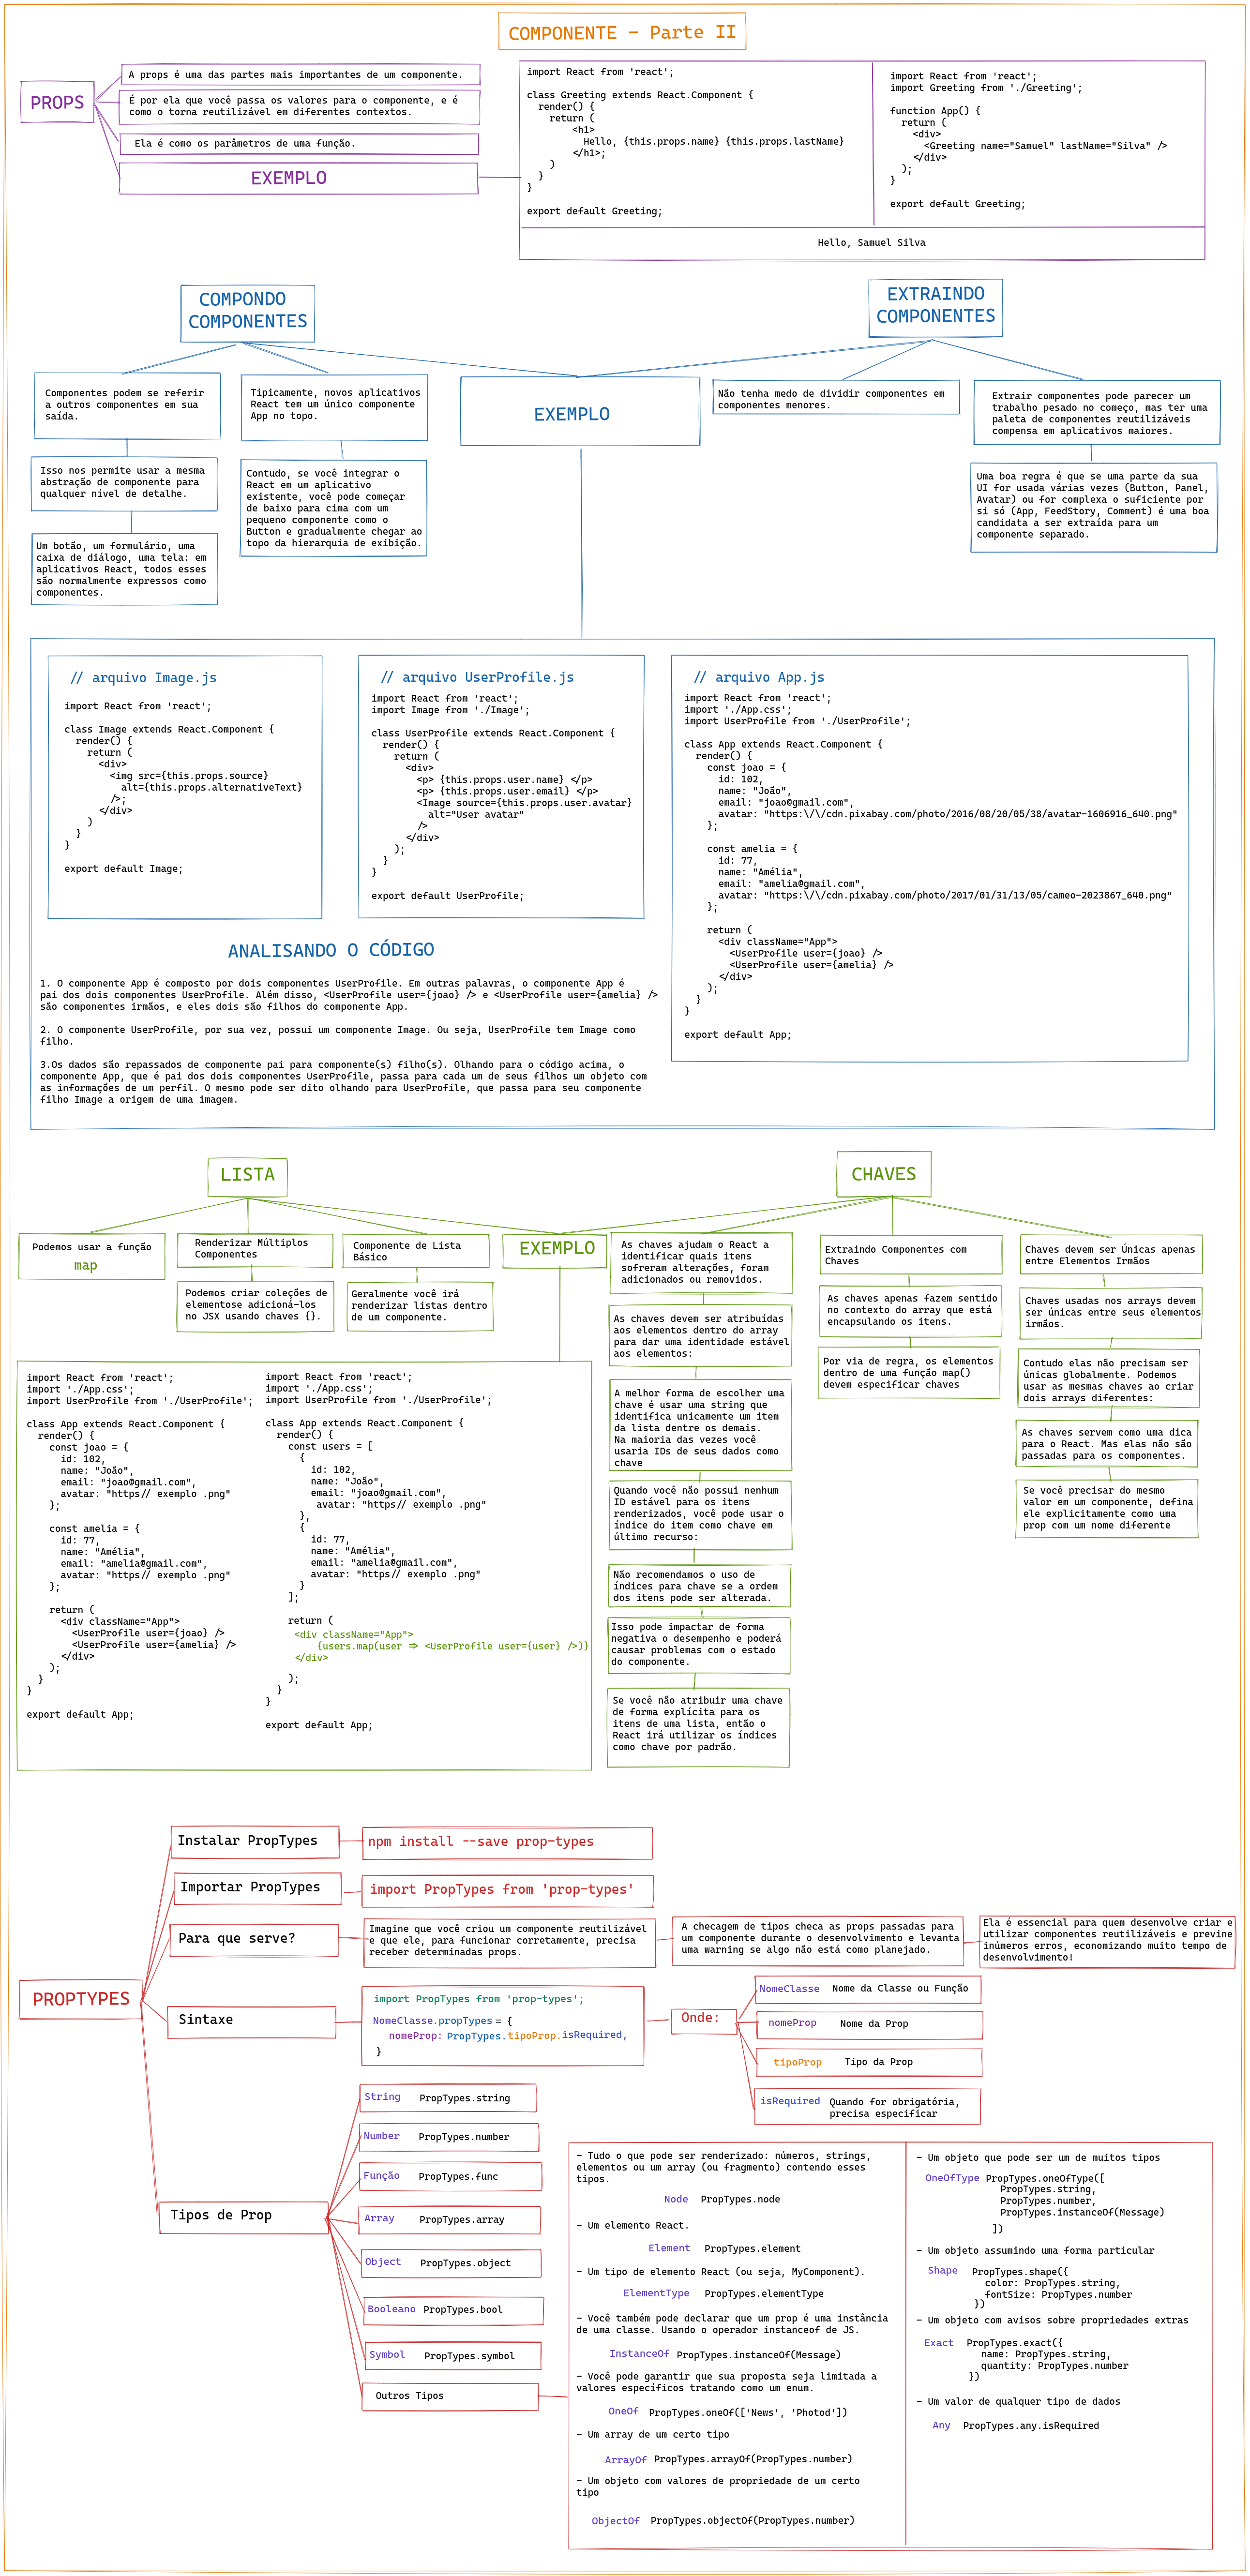 COMPONENTE - Parte II
PROPS
A props é uma das partes mais importantes de um componente.
É por ela que você passa os valores para o componente, e é
como o torna reutilizável em diferentes contextos.
Ela é como os parâmetros de uma função.
EXEMPLO
import React from 'react';
class Greeting extends React.Component {
render() {
return (
<h1>
Hello, {this.props.name} {this.props.lastName}
</h1>;
)
}
}
export default Greeting;
import React from 'react';
import Greeting from './Greeting';
function App() {
return (
<div>
<Greeting name="Samuel" lastName="Silva" />
</div>
);
}
export default Greeting;
Hello, Samuel Silva
COMPONDO
COMPONENTES
EXTRAINDO
COMPONENTES
Componentes podem se referir
a outros componentes em sua
saída.
Isso nos permite usar a mesma
abstração de componente para
qualquer nível de detalhe.
Um botão, um formulário, uma
caixa de diálogo, uma tela: em
aplicativos React, todos esses
são normalmente expressos como
componentes.
Tipicamente, novos aplicativos
React tem um único componente
App no topo.
Contudo, se você integrar o
React em um aplicativo
existente, você pode começar
de baixo para cima com um
pequeno componente como o
Button e gradualmente chegar ao
topo da hierarquia de exibição.
EXEMPLO
Não tenha medo de dividir componentes em
componentes menores.
Extrair componentes pode parecer um
trabalho pesado no começo, mas ter uma
paleta de componentes reutilizáveis
compensa em aplicativos maiores.
Uma boa regra é que se uma parte da sua
UI for usada várias vezes (Button, Panel,
Avatar) ou for complexa o suficiente por
si só (App, FeedStory, Comment) é uma boa
candidata a ser extraída para um
componente separado.
// arquivo Image.js
import React from 'react';
class Image extends React.Component {
render() {
return (
<div>
<img src={this.props.source}
alt={this.props.alternativeText}
/>;
</div>
)
}
}
export default Image;
// arquivo UserProfile.js
import React from 'react';
import Image from './Image';
class UserProfile extends React.Component {
render() {
return (
<div>
<p> {this.props.user.name} </p>
<p> {this.props.user.email} </p>
<Image source={this.props.user.avatar}
alt="User avatar"
/>
</div>
);
}
}
export default UserProfile;
// arquivo App.js
import React from 'react';
import './App.css';
import UserProfile from './UserProfile';
class App extends React.Component {
render() {
const joao = {
id: 102,
name: "João",
email: "joao@gmail.com",
avatar: "https:\/\/cdn.pixabay.com/photo/2016/08/20/05/38/avatar-1606916_640.png"
};
const amelia = {
id: 77,
name: "Amélia",
email: "amelia@gmail.com",
avatar: "https:\/\/cdn.pixabay.com/photo/2017/01/31/13/05/cameo-2023867_640.png"
};
return (
<div className="App">
<UserProfile user={joao} />
<UserProfile user={amelia} />
</div>
);
}
}
export default App;
ANALISANDO O CÓDIGO
1. O componente App é composto por dois componentes UserProfile. Em outras palavras, o componente App é
pai dos dois componentes UserProfile. Além disso, <UserProfile user={joao} /> e <UserProfile user={amelia} />
são componentes irmãos, e eles dois são filhos do componente App.
2. O componente UserProfile, por sua vez, possui um componente Image. Ou seja, UserProfile tem Image como
filho.
3.Os dados são repassados de componente pai para componente(s) filho(s). Olhando para o código acima, o
componente App, que é pai dos dois componentes UserProfile, passa para cada um de seus filhos um objeto com
as informações de um perfil. O mesmo pode ser dito olhando para UserProfile, que passa para seu componente
filho Image a origem de uma imagem.
LISTA
CHAVES
Podemos usar a função
map
Renderizar Múltiplos
Componentes
Podemos criar coleções de
elementose adicioná-los
no JSX usando chaves {}.
Componente de Lista
Básico
Geralmente você irá
renderizar listas dentro
de um componente.
EXEMPLO
import React from 'react';
import './App.css';
import UserProfile from './UserProfile';
class App extends React.Component {
render() {
const joao = {
id: 102,
name: "João",
email: "joao@gmail.com",
avatar: "https// exemplo .png"
};
const amelia = {
id: 77,
name: "Amélia",
email: "amelia@gmail.com",
avatar: "https// exemplo .png"
};
return (
<div className="App">
<UserProfile user={joao} />
<UserProfile user={amelia} />
</div>
);
}
}
export default App;
import React from 'react';
import './App.css';
import UserProfile from './UserProfile';
class App extends React.Component {
render() {
const users = [
{
id: 102,
name: "João",
email: "joao@gmail.com",
avatar: "https// exemplo .png"
},
{
id: 77,
name: "Amélia",
email: "amelia@gmail.com",
avatar: "https// exemplo .png"
}
];
return (
<div className="App">
{users.map(user => <UserProfile user={user} />)}
</div>
);
}
}
export default App;
As chaves ajudam o React a
identificar quais itens
sofreram alterações, foram
adicionados ou removidos.
As chaves devem ser atribuídas
aos elementos dentro do array
para dar uma identidade estável
aos elementos:
A melhor forma de escolher uma
chave é usar uma string que
identifica unicamente um item
da lista dentre os demais.
Na maioria das vezes você
usaria IDs de seus dados como
chave
Quando você não possui nenhum
ID estável para os itens
renderizados, você pode usar o
índice do item como chave em
último recurso:
Não recomendamos o uso de
índices para chave se a ordem
dos itens pode ser alterada.
Isso pode impactar de forma
negativa o desempenho e poderá
causar problemas com o estado
do componente.
Se você não atribuir uma chave
de forma explícita para os
itens de uma lista, então o
React irá utilizar os índices
como chave por padrão.
Extraindo Componentes com
Chaves
As chaves apenas fazem sentido
no contexto do array que está
encapsulando os itens.
Por via de regra, os elementos
dentro de uma função map()
devem especificar chaves
Chaves devem ser Únicas apenas
entre Elementos Irmãos
Chaves usadas nos arrays devem
ser únicas entre seus elementos
irmãos.
Contudo elas não precisam ser
únicas globalmente. Podemos
usar as mesmas chaves ao criar
dois arrays diferentes:
As chaves servem como uma dica
para o React. Mas elas não são
passadas para os componentes.
Se você precisar do mesmo
valor em um componente, defina
ele explicitamente como uma
prop com um nome diferente
PROPTYPES
Instalar PropTypes
npm install --save prop-types
Importar PropTypes
import PropTypes from 'prop-types'
Para que serve?
Imagine que você criou um componente reutilizável
e que ele, para funcionar corretamente, precisa
receber determinadas props.
A checagem de tipos checa as props passadas para
um componente durante o desenvolvimento e levanta
uma warning se algo não está como planejado.
Ela é essencial para quem desenvolve criar e
utilizar componentes reutilizáveis e previne
inúmeros erros, economizando muito tempo de
desenvolvimento!
Sintaxe
import PropTypes from 'prop-types';
NomeClasse.propTypes = {
nomeProp: PropTypes.tipoProp.isRequired,
}
Onde:
NomeClasse Nome da Classe ou Função
nomeProp Nome da Prop
tipoProp Tipo da Prop
isRequired Quando for obrigatória,
precisa especificar
Tipos de Prop
String PropTypes.string
Number PropTypes.number
Função PropTypes.func
Array PropTypes.array
Object PropTypes.object
Booleano PropTypes.bool
Symbol PropTypes.symbol
Outros Tipos
- Tudo o que pode ser renderizado: números, strings,
elementos ou um array (ou fragmento) contendo esses
tipos.
Node PropTypes.node
- Um elemento React.
Element PropTypes.element
- Um tipo de elemento React (ou seja, MyComponent).
ElementType PropTypes.elementType
- Você também pode declarar que um prop é uma instância
de uma classe. Usando o operador instanceof de JS.
InstanceOf PropTypes.instanceOf(Message)
- Você pode garantir que sua proposta seja limitada a
valores específicos tratando como um enum.
OneOf PropTypes.oneOf(['News', 'Photod'])
- Um array de um certo tipo
ArrayOf PropTypes.arrayOf(PropTypes.number)
- Um objeto com valores de propriedade de um certo
tipo
ObjectOf PropTypes.objectOf(PropTypes.number)
- Um objeto que pode ser um de muitos tipos
OneOfType PropTypes.oneOfType([
PropTypes.string,
PropTypes.number,
PropTypes.instanceOf(Message)
])
- Um objeto assumindo uma forma particular
Shape PropTypes.shape({
color: PropTypes.string,
fontSize: PropTypes.number
})
- Um objeto com avisos sobre propriedades extras
Exact PropTypes.exact({
name: PropTypes.string,
quantity: PropTypes.number
})
- Um valor de qualquer tipo de dados
Any PropTypes.any.isRequired